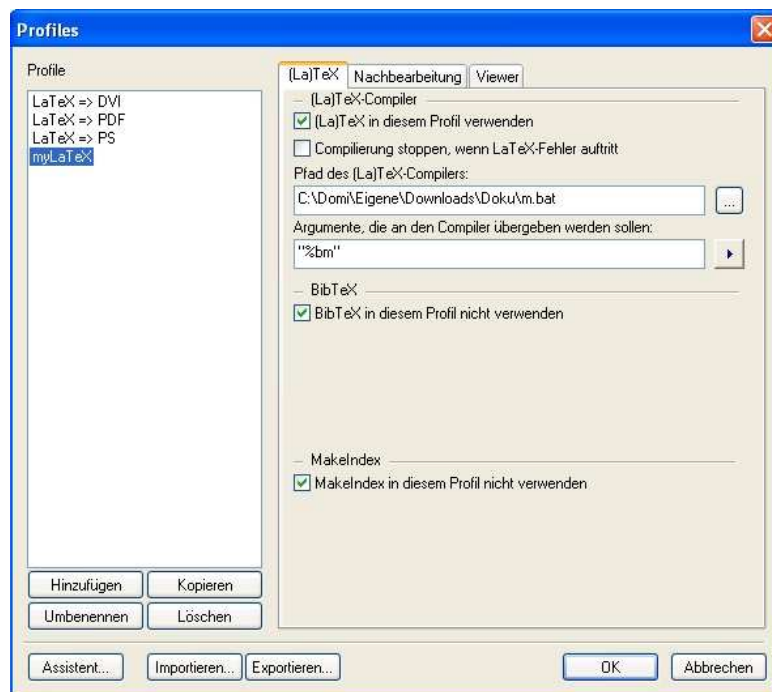 Profiles
Profile
LaTeX => DVI
LaTeX => PDF
LaTeX => PS
myLaTeX
Hinzufügen Kopieren
Umbenennen Löschen
(La)TeX Nachbearbeitung Viewer
(La)TeX-Compiler
(La)TeX in diesem Profil verwenden
Compilierung stoppen, wenn LaTeX-Fehler auftritt
Pfad des (La)TeX-Compilers:
C:\Domi\Eigene\Downloads\Doku\m.bat
...
Argumente, die an den Compiler übergeben werden sollen:
"%bm"
BibTeX
BibTeX in diesem Profil nicht verwenden
MakeIndex
MakeIndex in diesem Profil nicht verwenden
Assistent... Importieren... Exportieren... OK Abbrechen